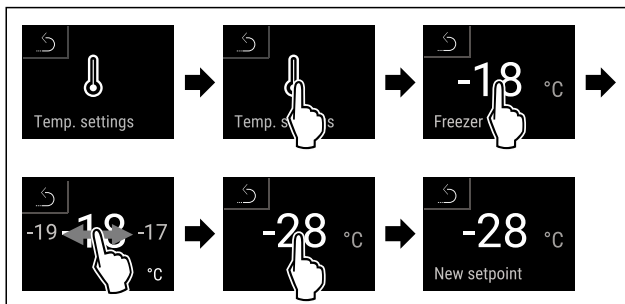 Temp. settings
Temp. s s
-18 °C
Freezer
-19 -18 -17
°C
-28 °C
-28 °C
New setpoint